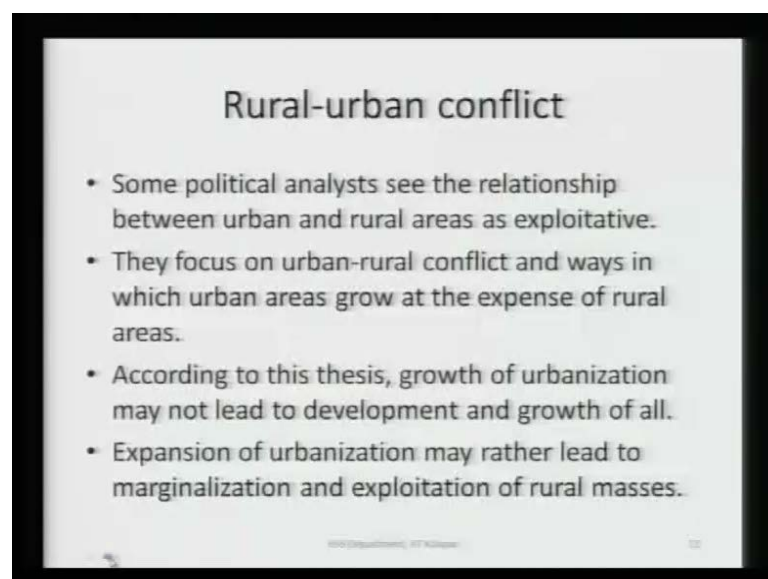 Rural-urban conflict
• Some political analysts see the relationship
between urban and rural areas as exploitative.
• They focus on urban-rural conflict and ways in
which urban areas grow at the expense of rural
areas.
• According to this thesis, growth of urbanization
may not lead to development and growth of all.
• Expansion of urbanization may rather lead to
marginalization and exploitation of rural masses.